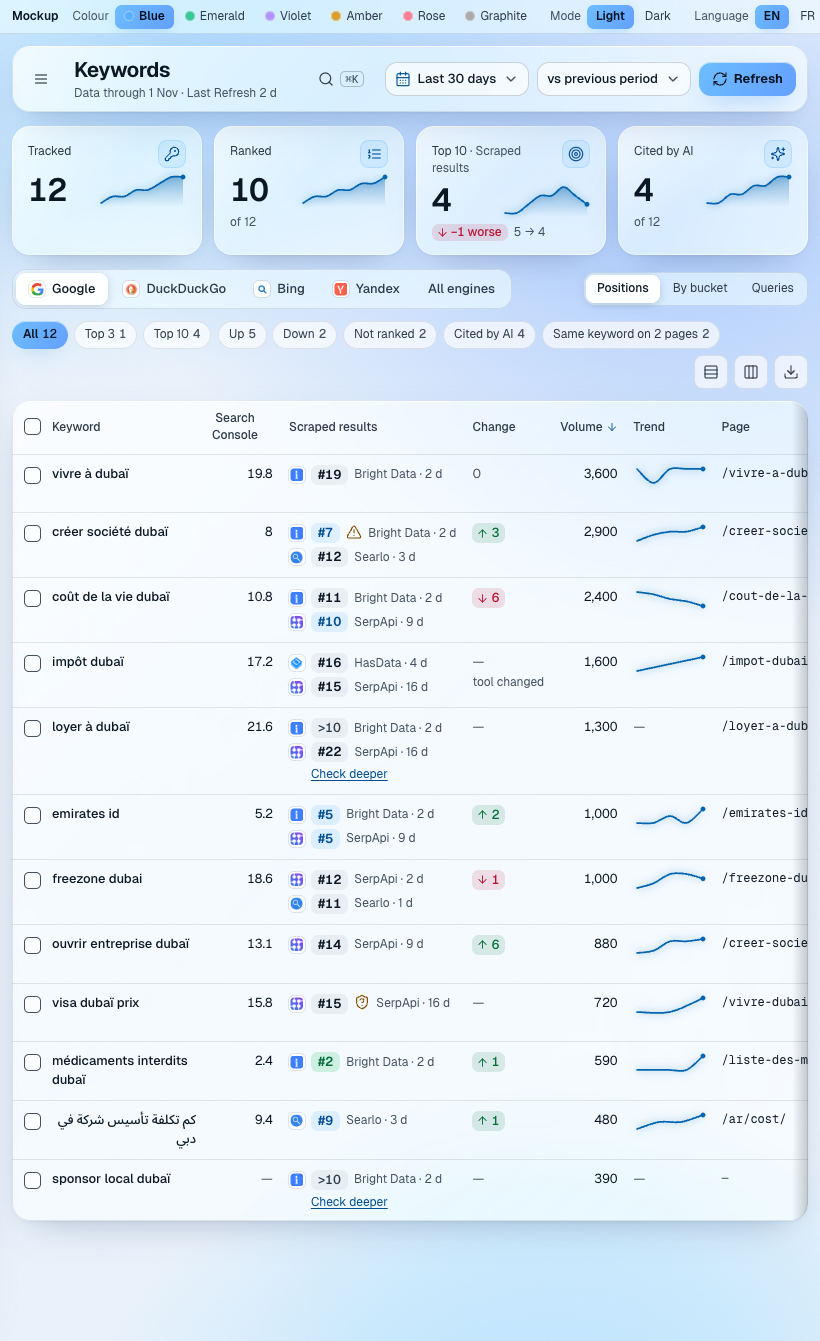 Mockup Colour Blue Emerald Violet Amber Rose Graphite Mode Light Dark Language EN FR
Keywords
Data through 1 Nov · Last Refresh 2 d
⌘K
Last 30 days
vs previous period
Refresh
Tracked
12
Ranked
10
of 12
Top 10 · Scraped
results
4
↓ −1 worse 5 → 4
Cited by AI
4
of 12
Google DuckDuckGo Bing Yandex All engines
Positions By bucket Queries
All 12 Top 3 1 Top 10 4 Up 5 Down 2 Not ranked 2 Cited by AI 4 Same keyword on 2 pages 2
Keyword Search Console Scraped results Change Volume ↓ Trend Page
vivre à dubaï 19.8 #19 Bright Data · 2 d 0 3,600 /vivre-a-dub
créer société dubaï 8 #7 Bright Data · 2 d ↑ 3 2,900 /creer-socie
#12 Searlo · 3 d
coût de la vie dubaï 10.8 #11 Bright Data · 2 d ↓ 6 2,400 /cout-de-la-
#10 SerpApi · 9 d
impôt dubaï 17.2 #16 HasData · 4 d — 1,600 /impot-dubai
#15 SerpApi · 16 d tool changed
loyer à dubaï 21.6 >10 Bright Data · 2 d — 1,300 — /loyer-a-dub
#22 SerpApi · 16 d
Check deeper
emirates id 5.2 #5 Bright Data · 2 d ↑ 2 1,000 /emirates-id
#5 SerpApi · 9 d
freezone dubai 18.6 #12 SerpApi · 2 d ↓ 1 1,000 /freezone-du
#11 Searlo · 1 d
ouvrir entreprise dubaï 13.1 #14 SerpApi · 9 d ↑ 6 880 /creer-socie
visa dubaï prix 15.8 #15 SerpApi · 16 d — 720 /vivre-dubai
médicaments interdits 2.4 #2 Bright Data · 2 d ↑ 1 590 /liste-des-m
dubaï
كم تكلفة تأسيس شركة في 9.4 #9 Searlo · 3 d ↑ 1 480 /ar/cost/
دبي
sponsor local dubaï — >10 Bright Data · 2 d — 390 — –
Check deeper